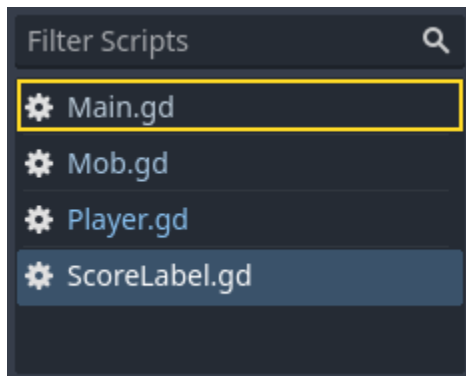 Filter Scripts
Main.gd
Mob.gd
Player.gd
ScoreLabel.gd